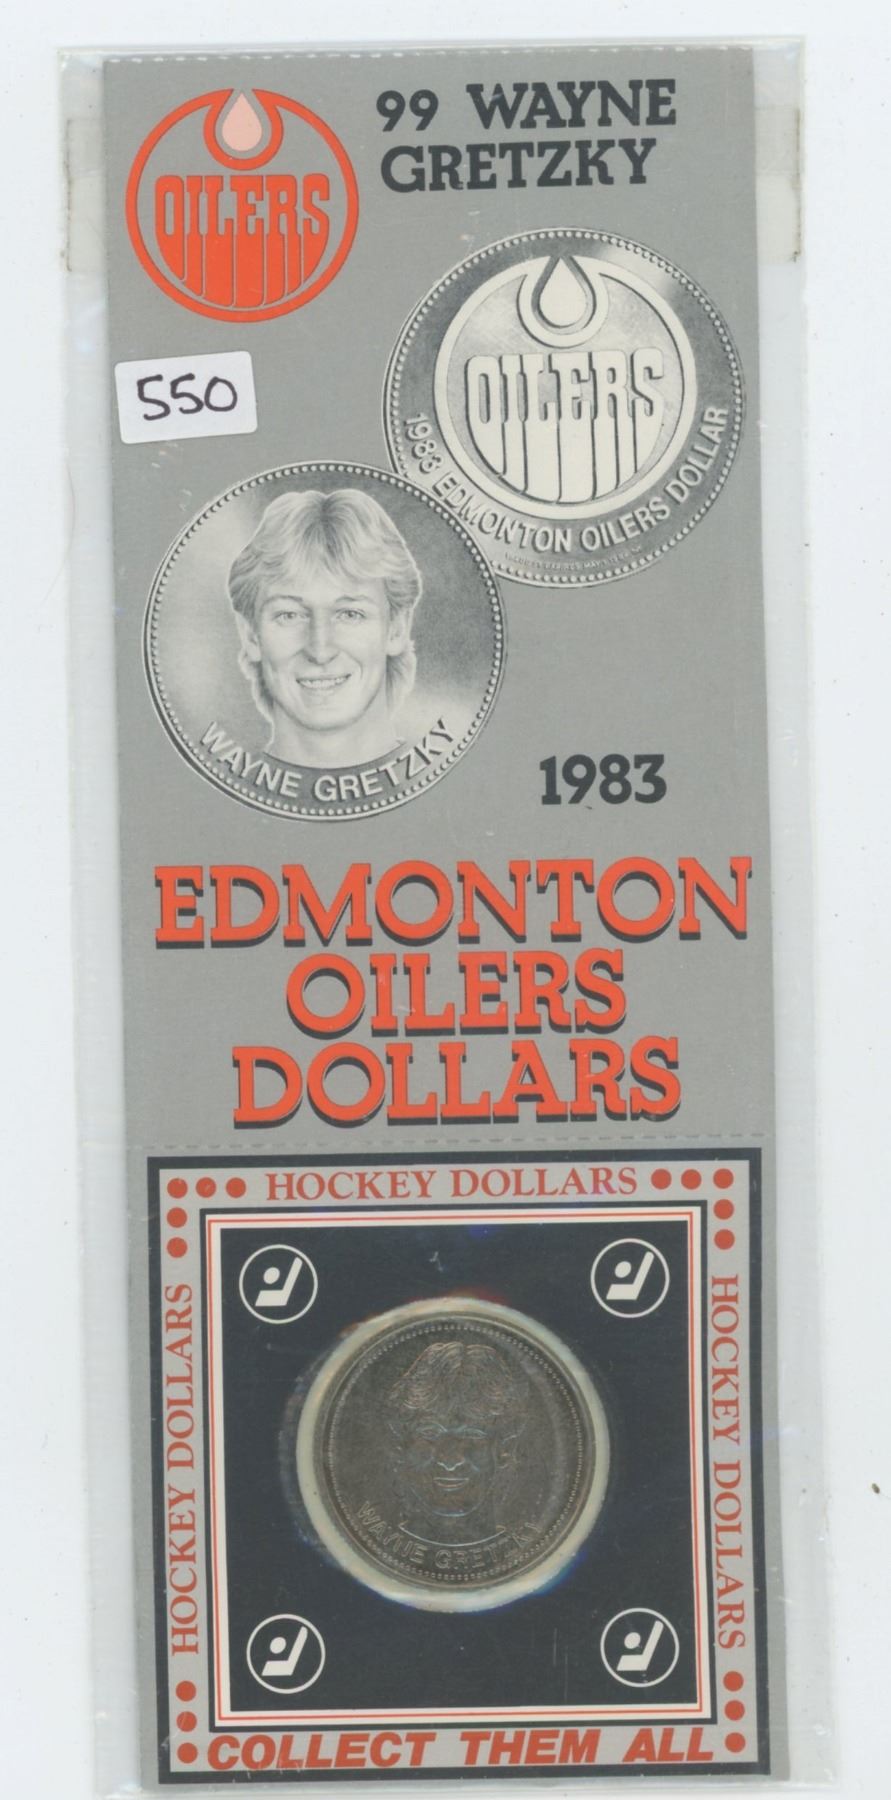 OILERS
99 WAYNE
GRETZKY
550
OILERS
1983 EDMONTON OILERS DOLLAR
WAYNE GRETZKY
1983
EDMONTON
OILERS
DOLLARS
HOCKEY DOLLARS
HOCKEY DOLLARS
HOCKEY DOLLARS
WAYNE GRETZKY
COLLECT THEM ALL